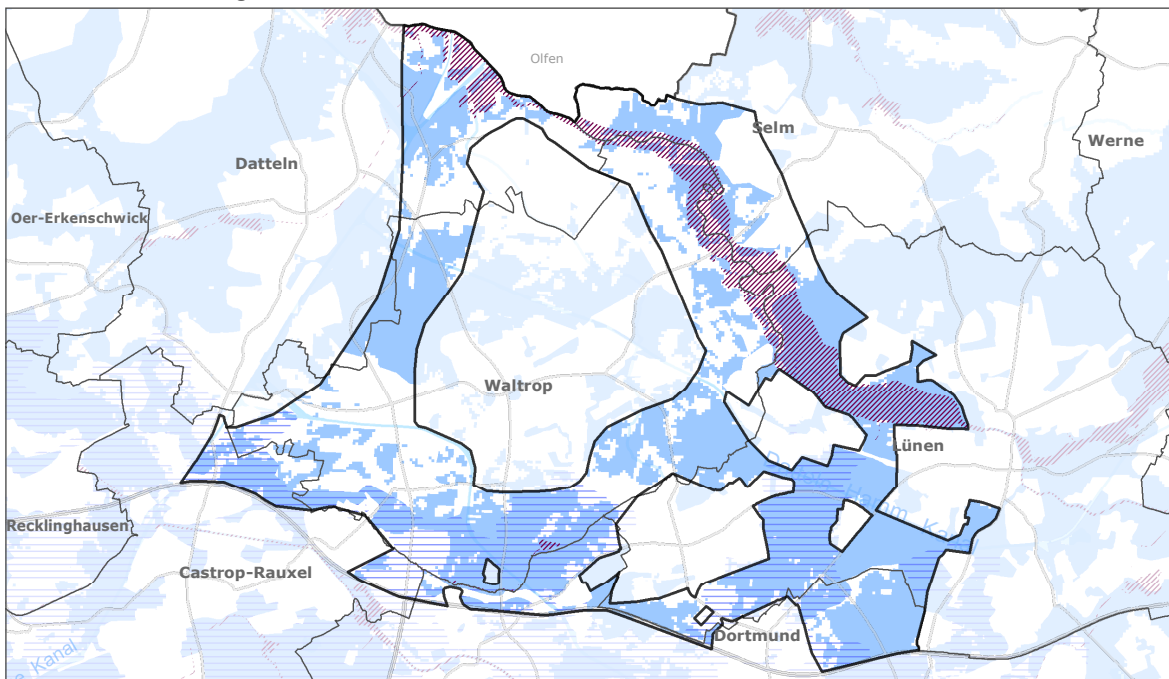 Olfen
Selm
Werne
Datteln
Oer-Erkenschwick
Waltrop
Lünen
Recklinghausen
Castrop-Rauxel
Dortmund
Kanal